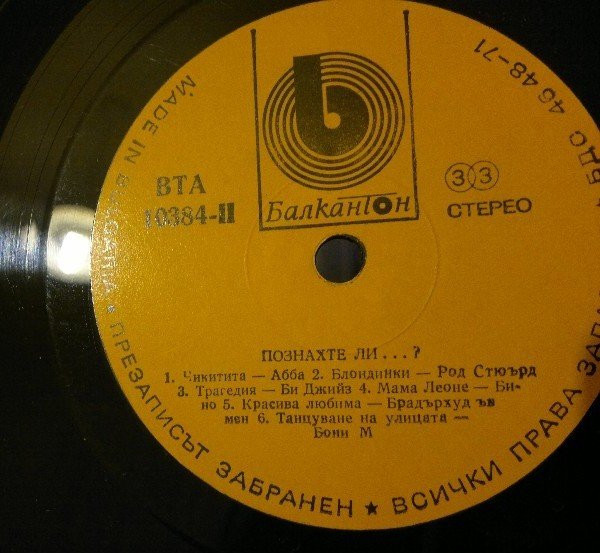 Балкантон
ВТА
10384-II
33
СТЕРЕО
ПОЗНАХТЕ ЛИ...?
1. Чикитита — Абба 2. Блондинки — Род Стюърд
3. Трагедия — Би Джийз 4. Мама Леоне — Би-
но 5. Красива любима — Брадърхуд ъв
мен 6. Танцуване на улицата —
Бони М
MADE IN BULGARIA ★ ПРЕЗАПИСЪТ ЗАБРАНЕН ★ ВСИЧКИ ПРАВА
БДС 4648-71